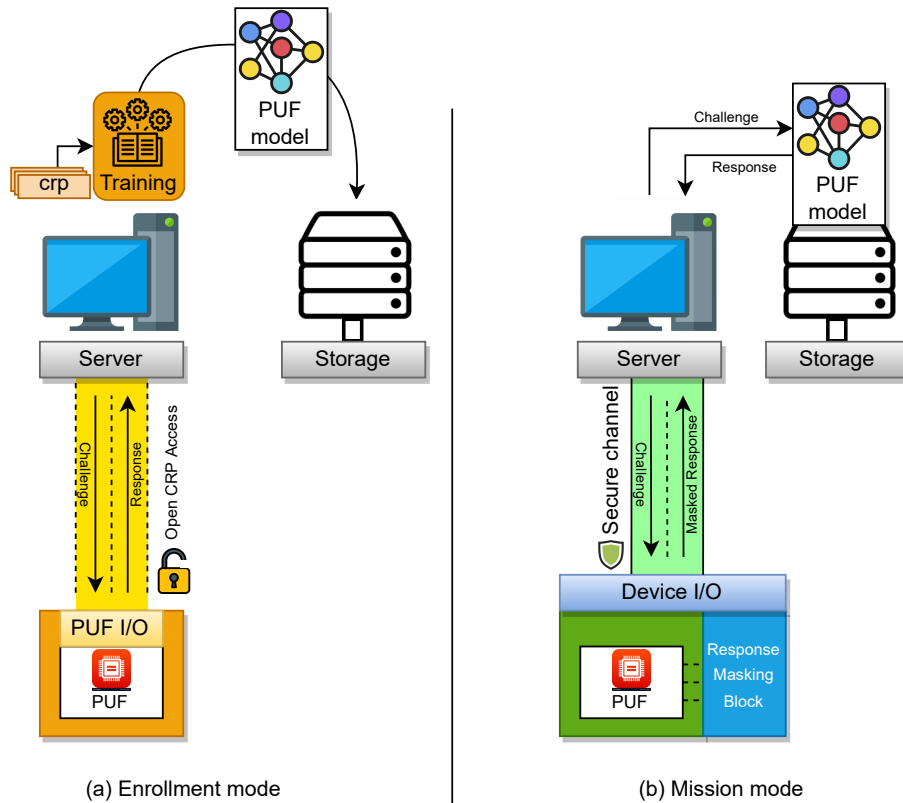 PUF
model
crp
Training
Server
Storage
Challenge
Response
Open CRP Access
PUF I/O
PUF
(a) Enrollment mode
Challenge
Response
PUF
model
Server
Storage
Secure channel
Challenge
Masked Response
Device I/O
PUF
Response
Masking
Block
(b) Mission mode